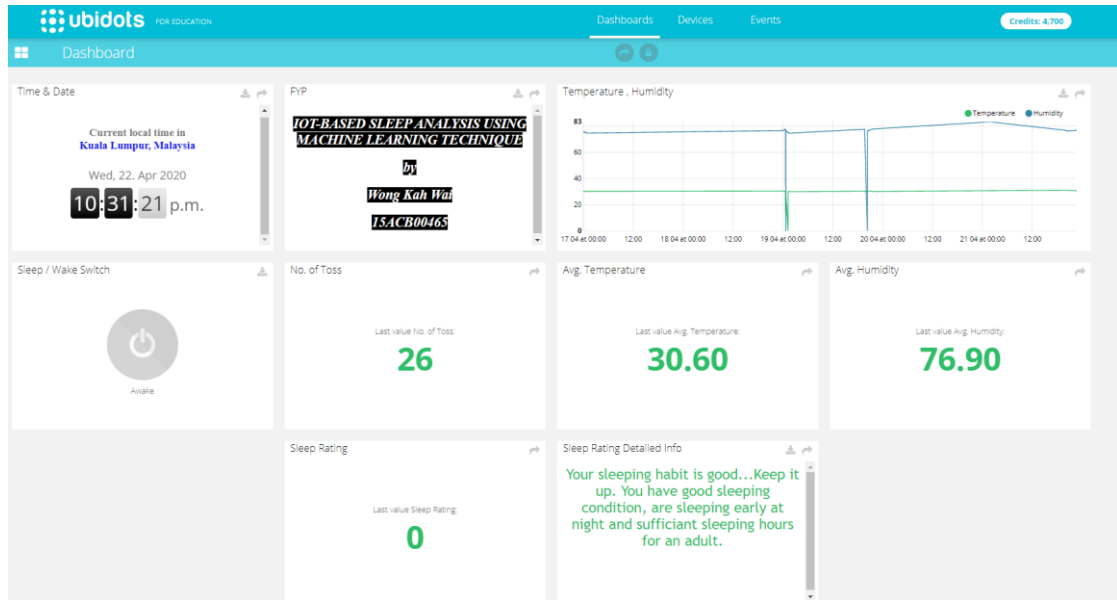 ubidots FOR EDUCATION
Dashboards
Devices
Events
Credits: 4,700
Dashboard
Time & Date
Current local time in
Kuala Lumpur, Malaysia
Wed, 22. Apr 2020
10:31:21 p.m.
FYP
IOT-BASED SLEEP ANALYSIS USING
MACHINE LEARNING TECHNIQUE
by
Wong Kah Wai
15ACB00465
Temperature , Humidity
Temperature Humidity
83
60
40
20
0
17 04 at 00:00 12:00 18 04 at 00:00 12:00 19 04 at 00:00 12:00 20 04 at 00:00 12:00 21 04 at 00:00 12:00
Sleep / Wake Switch
Awake
No. of Toss
Last value No. of Toss:
26
Avg. Temperature
Last value Avg. Temperature:
30.60
Avg. Humidity
Last value Avg. Humidity:
76.90
Sleep Rating
Last value Sleep Rating:
0
Sleep Rating Detailed Info
Your sleeping habit is good...Keep it
up. You have good sleeping
condition, are sleeping early at
night and sufficiant sleeping hours
for an adult.